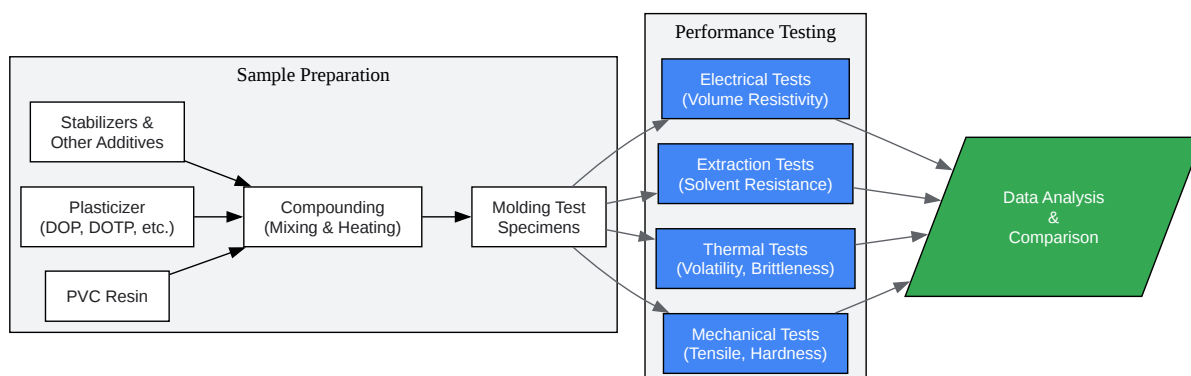 Sample Preparation
Stabilizers &
Other Additives
Plasticizer
(DOP, DOTP, etc.)
PVC Resin
Compounding
(Mixing & Heating)
Molding Test
Specimens
Performance Testing
Electrical Tests
(Volume Resistivity)
Extraction Tests
(Solvent Resistance)
Thermal Tests
(Volatility, Brittleness)
Mechanical Tests
(Tensile, Hardness)
Data Analysis
&
Comparison